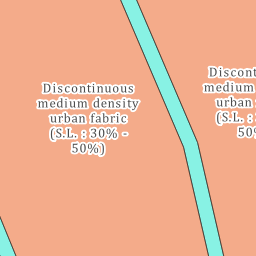 Discontinuous
medium density
urban fabric
(S.L. : 30% -
50%)
Discont
medium
urban
(S.L. :
50%